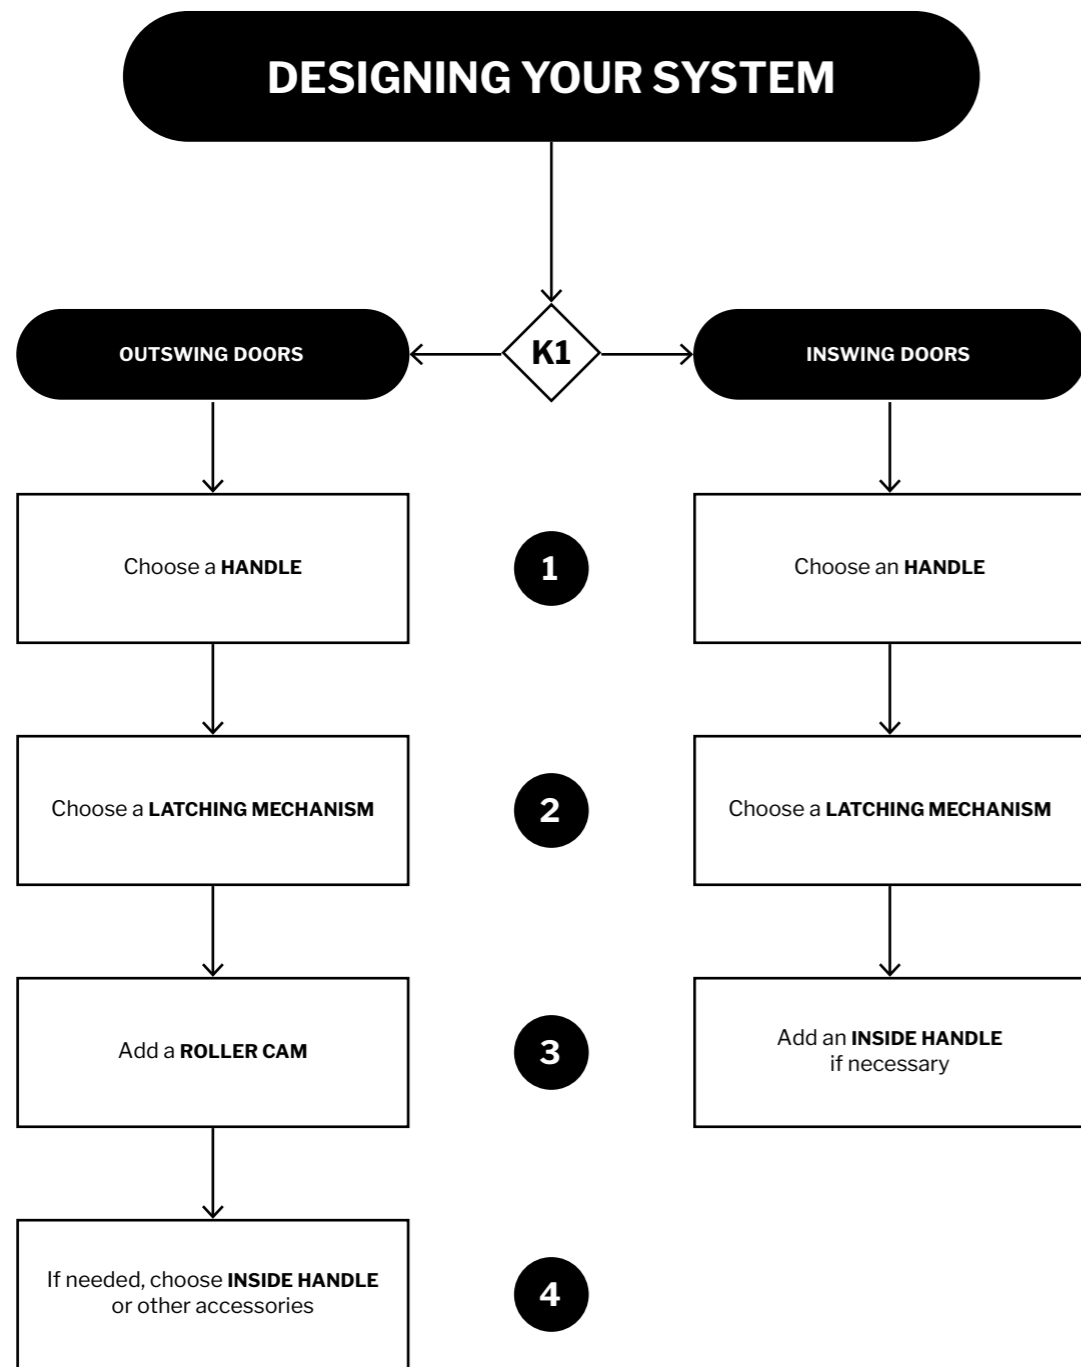 DESIGNING YOUR SYSTEM
OUTSWING DOORS
K1
INSWING DOORS
Choose a HANDLE
1
Choose an HANDLE
Choose a LATCHING MECHANISM
2
Choose a LATCHING MECHANISM
Add a ROLLER CAM
3
Add an INSIDE HANDLE
if necessary
If needed, choose INSIDE HANDLE
or other accessories
4